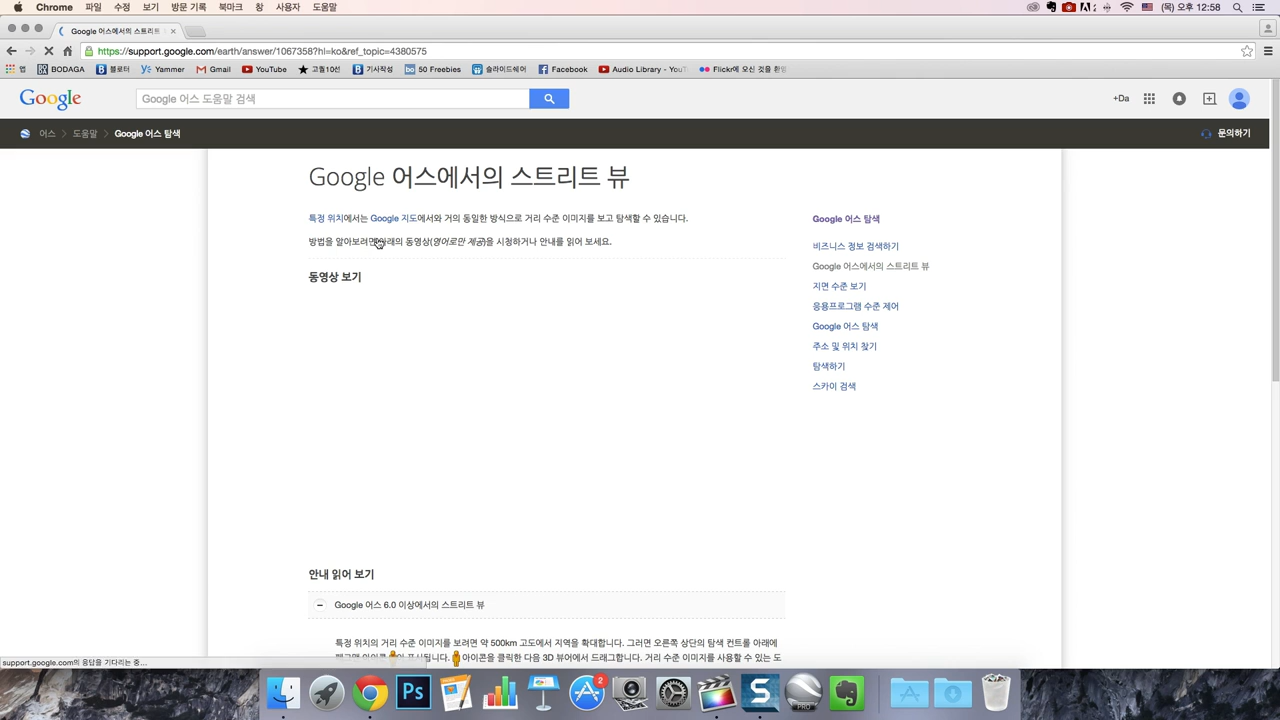 Chrome 파일 수정 보기 방문 기록 북마크 창 사용자 도움말 (목) 오후 12:58
Google 어스에서의 스트리트
https://support.google.com/earth/answer/1067358?hl=ko&ref_topic=4380575
앱 BODAGA 블로터 Yammer Gmail YouTube 고월10선 기사작성 50 Freebies 슬라이드쉐어 Facebook Audio Library - YouT Flickr에 오신 것을 환영
Google Google 어스 도움말 검색 +Da
어스 > 도움말 > Google 어스 탐색 문의하기
Google 어스에서의 스트리트 뷰
특정 위치에서는 Google 지도에서와 거의 동일한 방식으로 거리 수준 이미지를 보고 탐색할 수 있습니다.
방법을 알아보려면 아래의 동영상(영어로만 제공)을 시청하거나 안내를 읽어 보세요.
동영상 보기
Google 어스 탐색
비즈니스 정보 검색하기
Google 어스에서의 스트리트 뷰
지면 수준 보기
응용프로그램 수준 제어
Google 어스 탐색
주소 및 위치 찾기
탐색하기
스카이 검색
안내 읽어 보기
Google 어스 6.0 이상에서의 스트리트 뷰
특정 위치의 거리 수준 이미지를 보려면 약 500km 고도에서 지역을 확대합니다. 그러면 오른쪽 상단의 탐색 컨트롤 아래에
아이콘을 클릭한 다음 3D 뷰어에서 드래그합니다. 거리 수준 이미지를 사용할 수 있는 도
support.google.com의 응답을 기다리는 중...
Ps
2
S
PRO